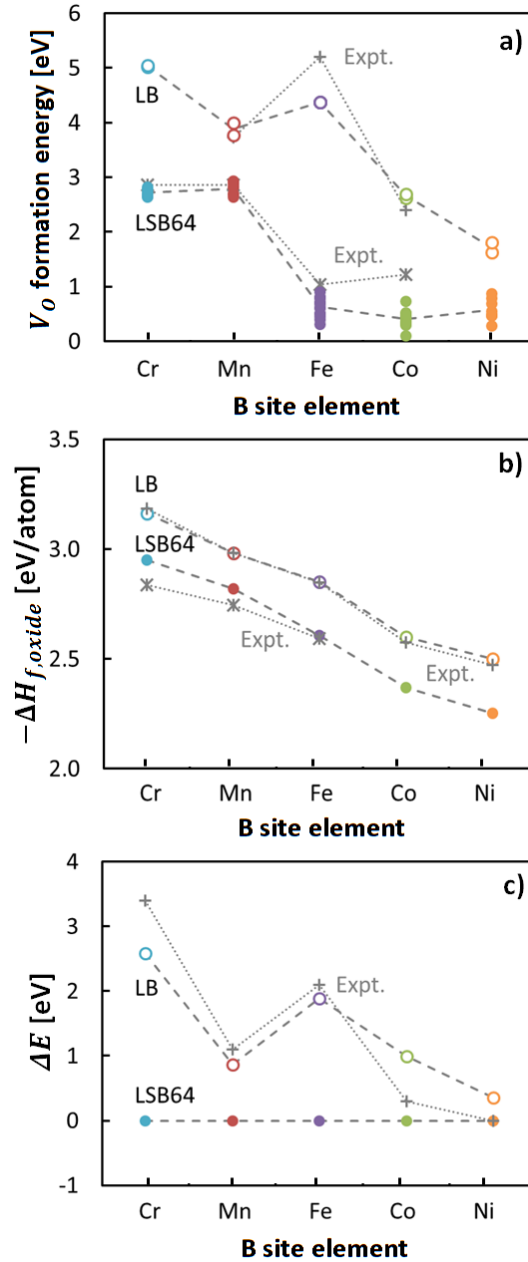 a)
V_O formation energy [eV]
6
5
4
3
2
1
0
LB
Expt.
LSB64
Expt.
Cr Mn Fe Co Ni
B site element
b)
−ΔH_{f,oxide} [eV/atom]
3.5
3.0
2.5
2.0
LB
LSB64
Expt.
Expt.
Cr Mn Fe Co Ni
B site element
c)
ΔE [eV]
4
3
2
1
0
-1
LB
Expt.
LSB64
Cr Mn Fe Co Ni
B site element